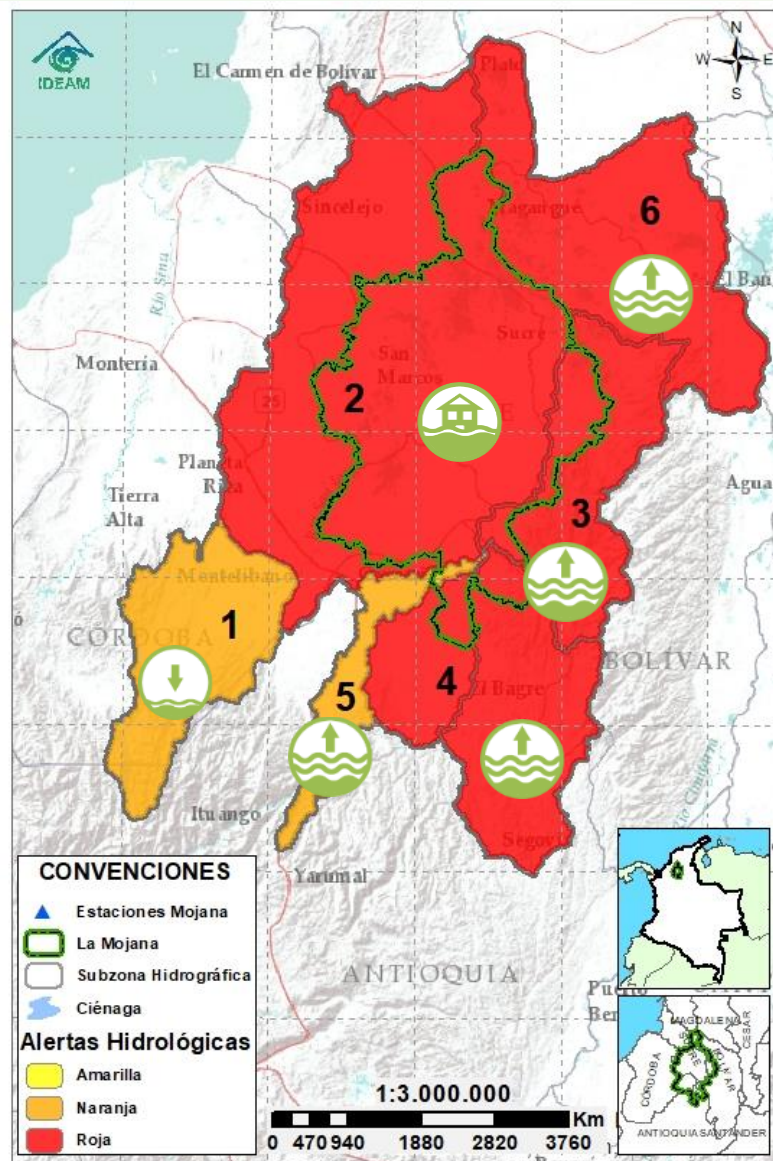 IDEAM
N
W E
S
El Carmen de Bolívar
Plato
Sincelejo
Magangué
6
Río Sinú
El Ban
Sucre
Montería
San
Marcos
2
25
E
Planeta
Rica
Tierra
Alta
Agua
3
Montelíbano
1
CÓRDOBA
BOLÍVAR
5
4
El Bagre
Río Cimitarra
Ituango
Segovi
Yarumal
ANTIOQUIA
Puerto
Ber
CONVENCIONES
Estaciones Mojana
La Mojana
Subzona Hidrográfica
Ciénaga
Alertas Hidrológicas
Amarilla
Naranja
Roja
1:3.000.000
Km
0 470 940 1880 2820 3760
MAGDALENA
CESAR
SUCRE
BOLÍVAR
CÓRDOBA
ANTIOQUIA SANTANDER